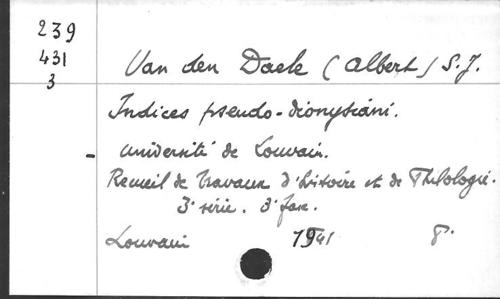 239
431
3
Van den Daele (Albert) S.J.
Indices pseudo-dionysiani.
- Université de Louvain.
Recueil de Travaux d'histoire et de Philologie.
3e série. 3e fasc.
Louvain 1941 8°.